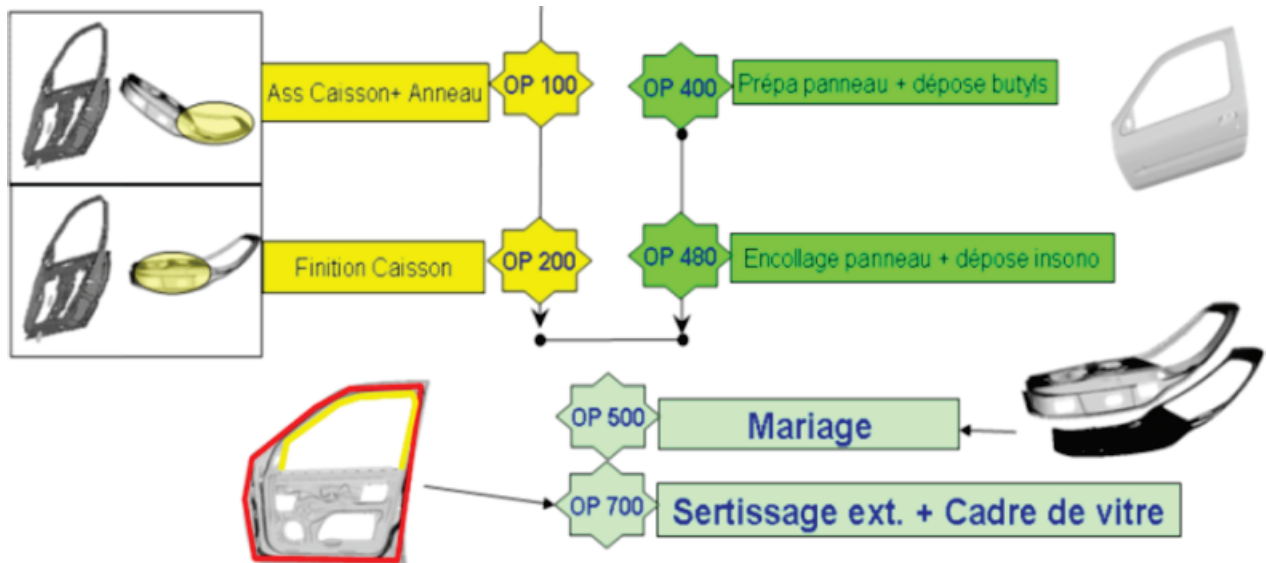 Ass Caisson+ Anneau
OP 100
OP 400
Prépa panneau + dépose butyls
Finition Caisson
OP 200
OP 480
Encollage panneau + dépose insono
OP 500
Mariage
OP 700
Sertissage ext. + Cadre de vitre